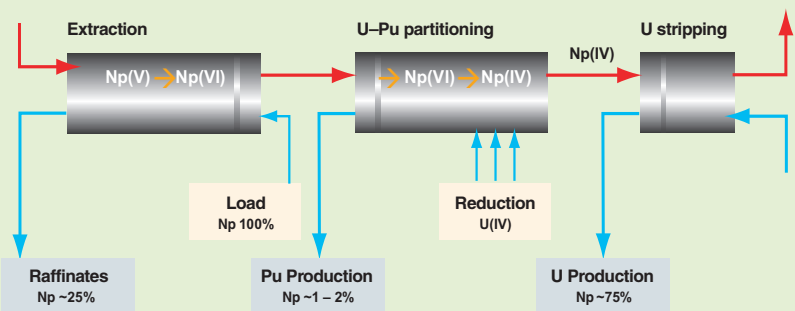 Extraction
U–Pu partitioning
U stripping
Np(V) → Np(VI)
→ Np(VI) → Np(IV)
Np(IV)
Load
Np 100%
Reduction
U(IV)
Raffinates
Np ~25%
Pu Production
Np ~1 – 2%
U Production
Np ~75%